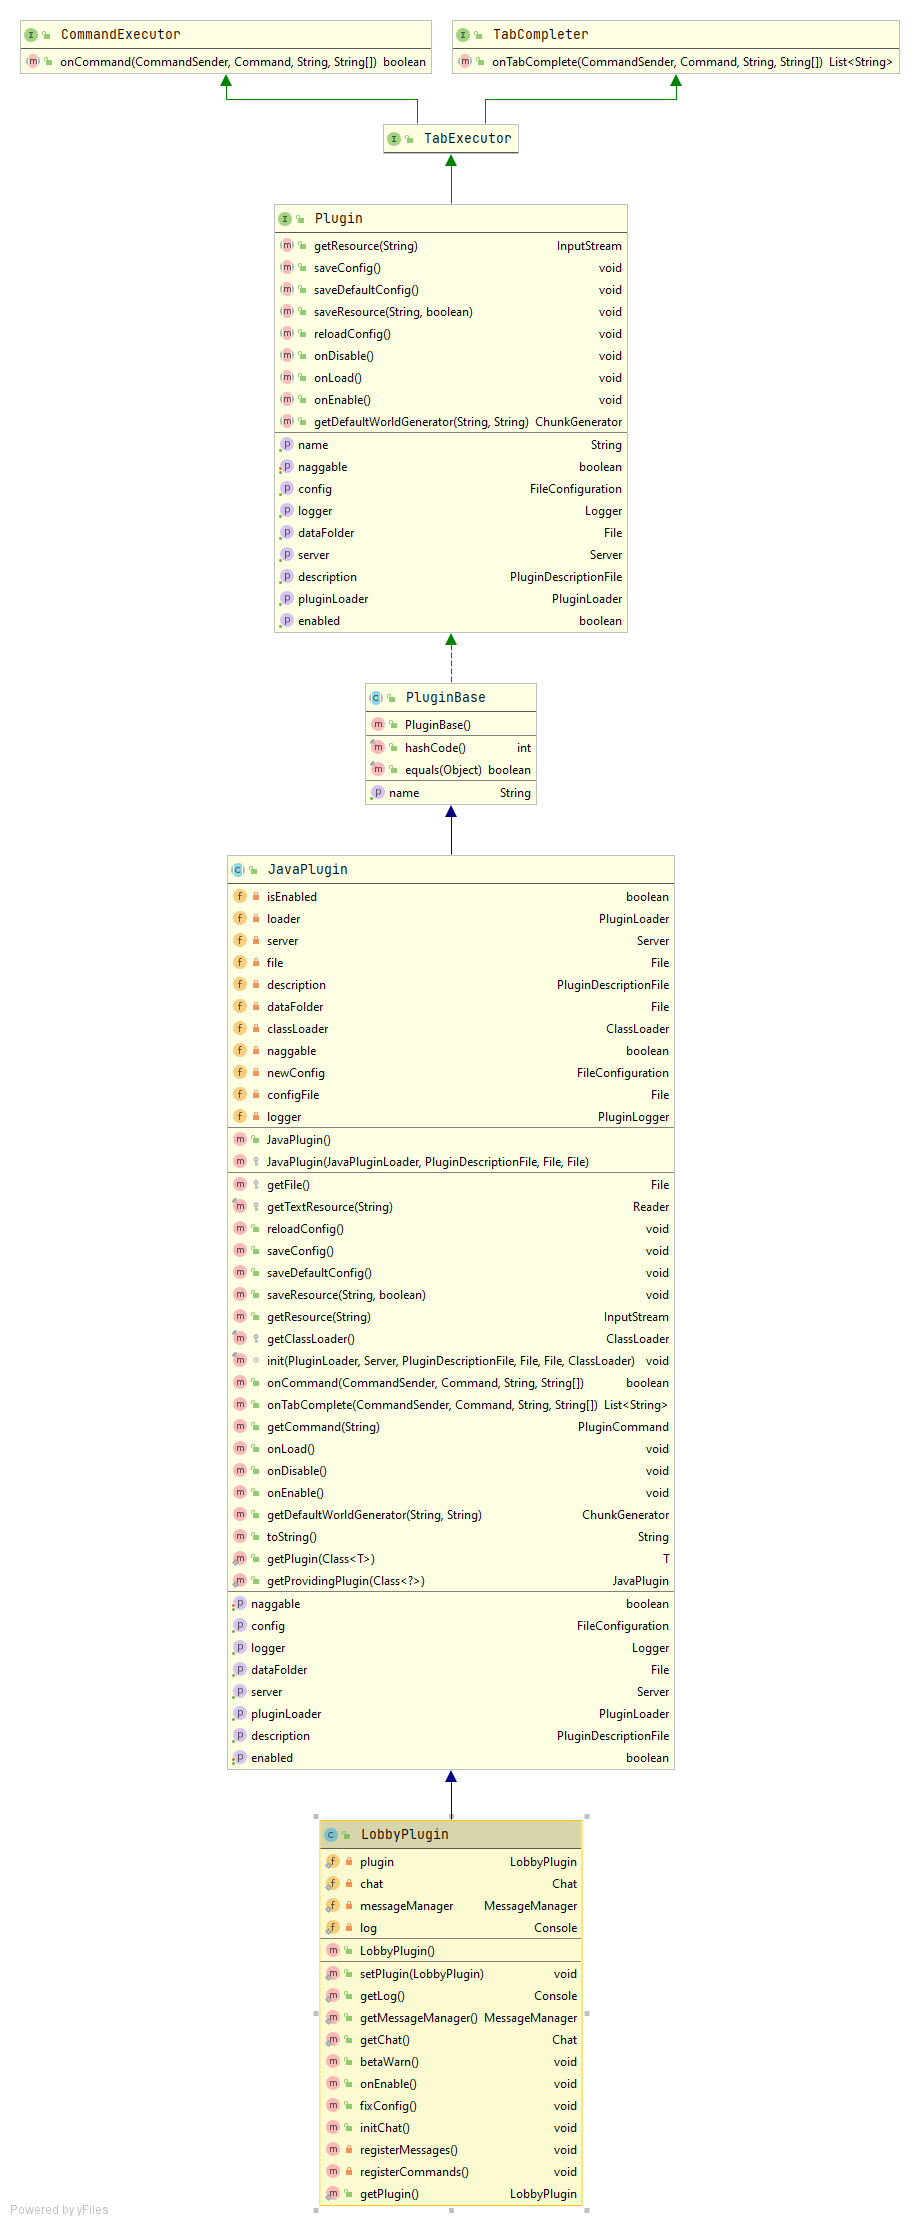 CommandExecutor
onCommand(CommandSender, Command, String, String[]) boolean
TabCompleter
onTabComplete(CommandSender, Command, String, String[]) List<String>
TabExecutor
Plugin
getResource(String) InputStream
saveConfig() void
saveDefaultConfig() void
saveResource(String, boolean) void
reloadConfig() void
onDisable() void
onLoad() void
onEnable() void
getDefaultWorldGenerator(String, String) ChunkGenerator
name String
naggable boolean
config FileConfiguration
logger Logger
dataFolder File
server Server
description PluginDescriptionFile
pluginLoader PluginLoader
enabled boolean
PluginBase
PluginBase()
hashCode() int
equals(Object) boolean
name String
JavaPlugin
isEnabled boolean
loader PluginLoader
server Server
file File
description PluginDescriptionFile
dataFolder File
classLoader ClassLoader
naggable boolean
newConfig FileConfiguration
configFile File
logger PluginLogger
JavaPlugin()
JavaPlugin(JavaPluginLoader, PluginDescriptionFile, File, File)
getFile() File
getTextResource(String) Reader
reloadConfig() void
saveConfig() void
saveDefaultConfig() void
saveResource(String, boolean) void
getResource(String) InputStream
getClassLoader() ClassLoader
init(PluginLoader, Server, PluginDescriptionFile, File, File, ClassLoader) void
onCommand(CommandSender, Command, String, String[]) boolean
onTabComplete(CommandSender, Command, String, String[]) List<String>
getCommand(String) PluginCommand
onLoad() void
onDisable() void
onEnable() void
getDefaultWorldGenerator(String, String) ChunkGenerator
toString() String
getPlugin(Class<T>) T
getProvidingPlugin(Class<?>) JavaPlugin
naggable boolean
config FileConfiguration
logger Logger
dataFolder File
server Server
pluginLoader PluginLoader
description PluginDescriptionFile
enabled boolean
LobbyPlugin
plugin LobbyPlugin
chat Chat
messageManager MessageManager
log Console
LobbyPlugin()
setPlugin(LobbyPlugin) void
getLog() Console
getMessageManager() MessageManager
getChat() Chat
betaWarn() void
onEnable() void
fixConfig() void
initChat() void
registerMessages() void
registerCommands() void
getPlugin() LobbyPlugin
Powered by yFiles